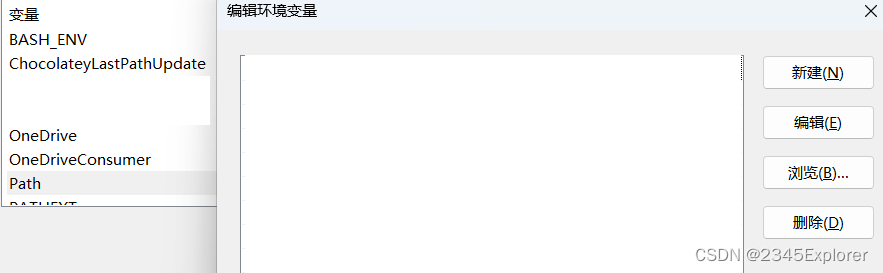 变量
BASH_ENV
ChocolateyLastPathUpdate
OneDrive
OneDriveConsumer
Path
PATHEXT
编辑环境变量
新建(N)
编辑(E)
浏览(B)...
删除(D)
CSDN @2345Explorer